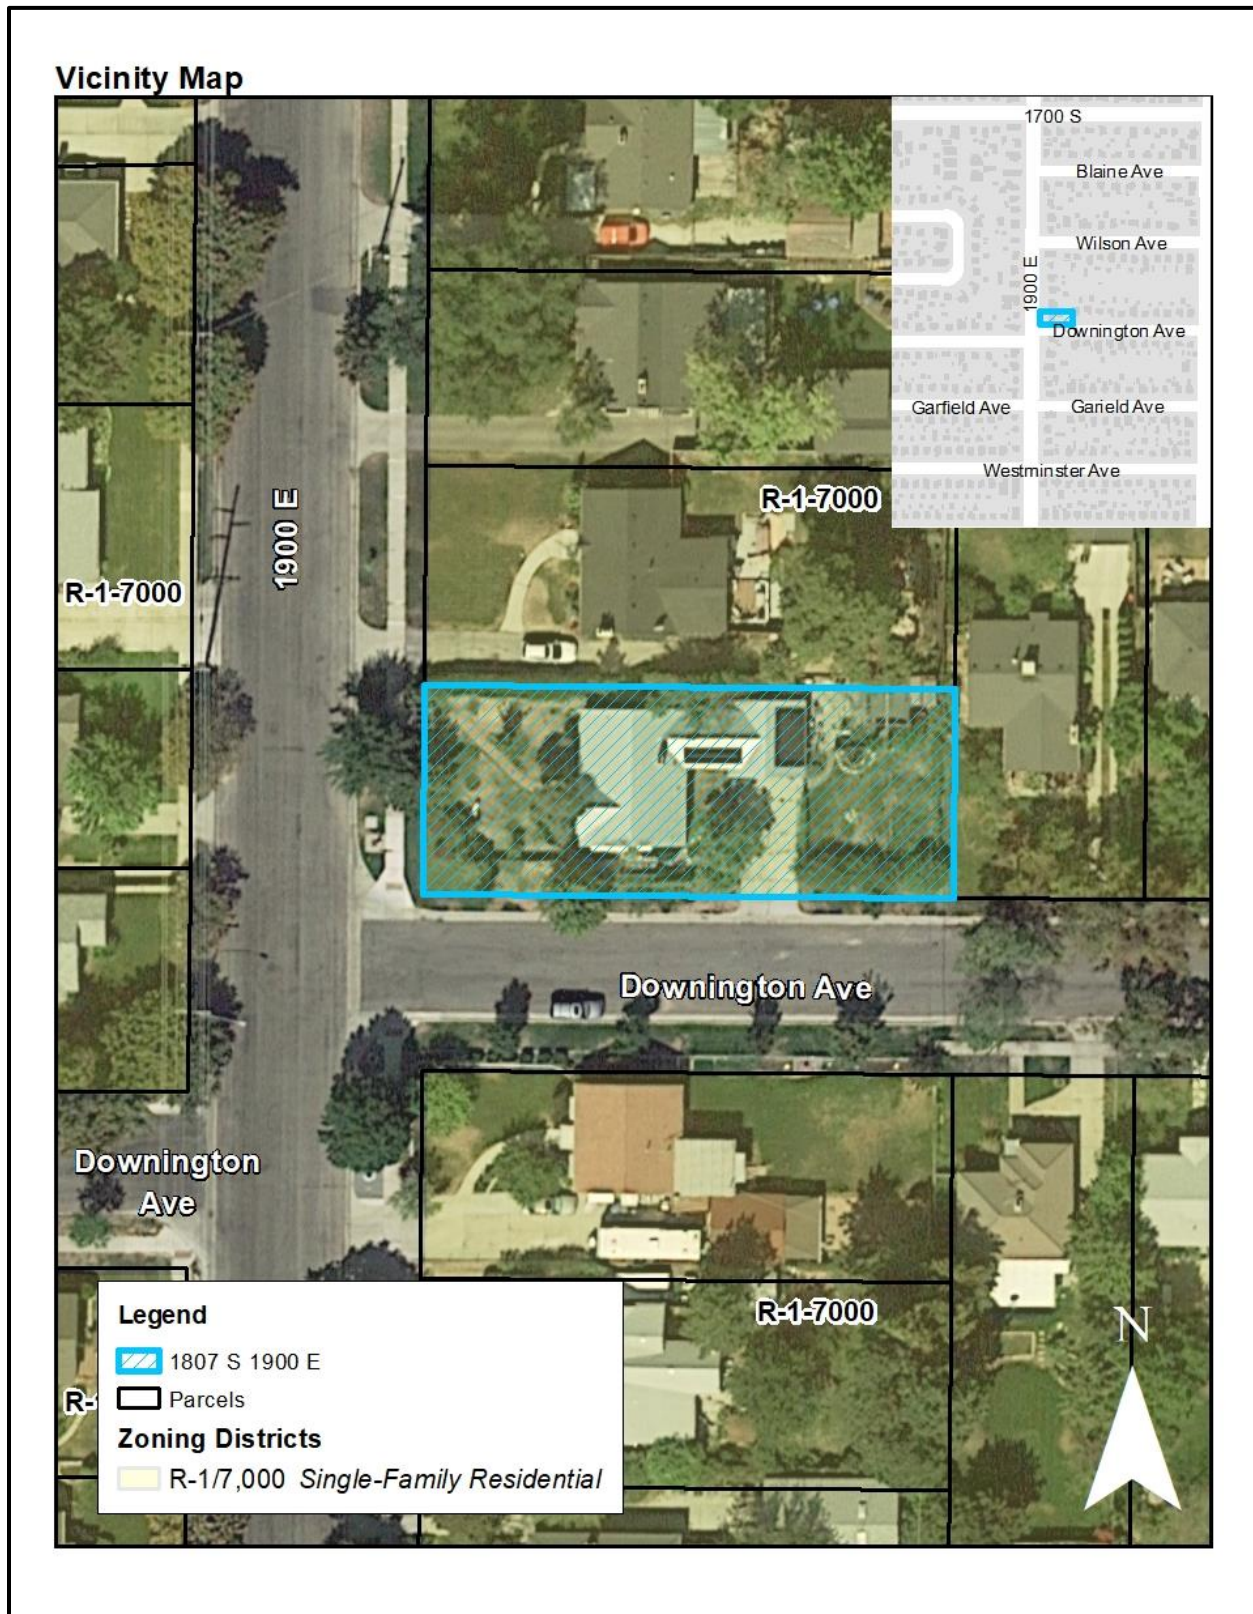 Vicinity Map
1700 S
Blaine Ave
Wilson Ave
1900 E
Downington Ave
Garfield Ave
Garield Ave
Westminster Ave
R-1-7000
1900 E
R-1-7000
Downington Ave
Downington
Ave
R-1-7000
N
Legend
1807 S 1900 E
Parcels
R-
Zoning Districts
R-1/7,000 Single-Family Residential